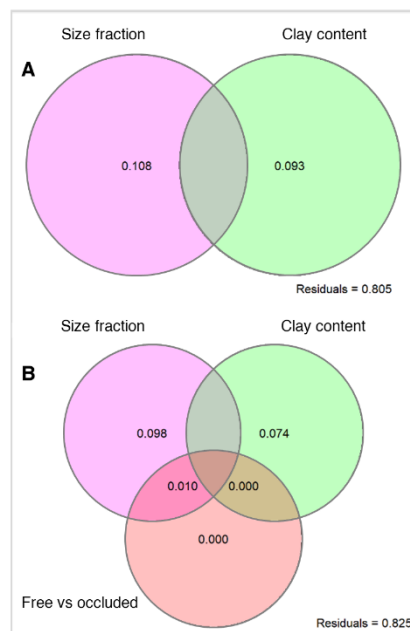 Size fraction Clay content
A
0.108 0.093
Residuals = 0.805
Size fraction Clay content
B
0.098 0.074
0.010 0.000
0.000
Free vs occluded
Residuals = 0.825